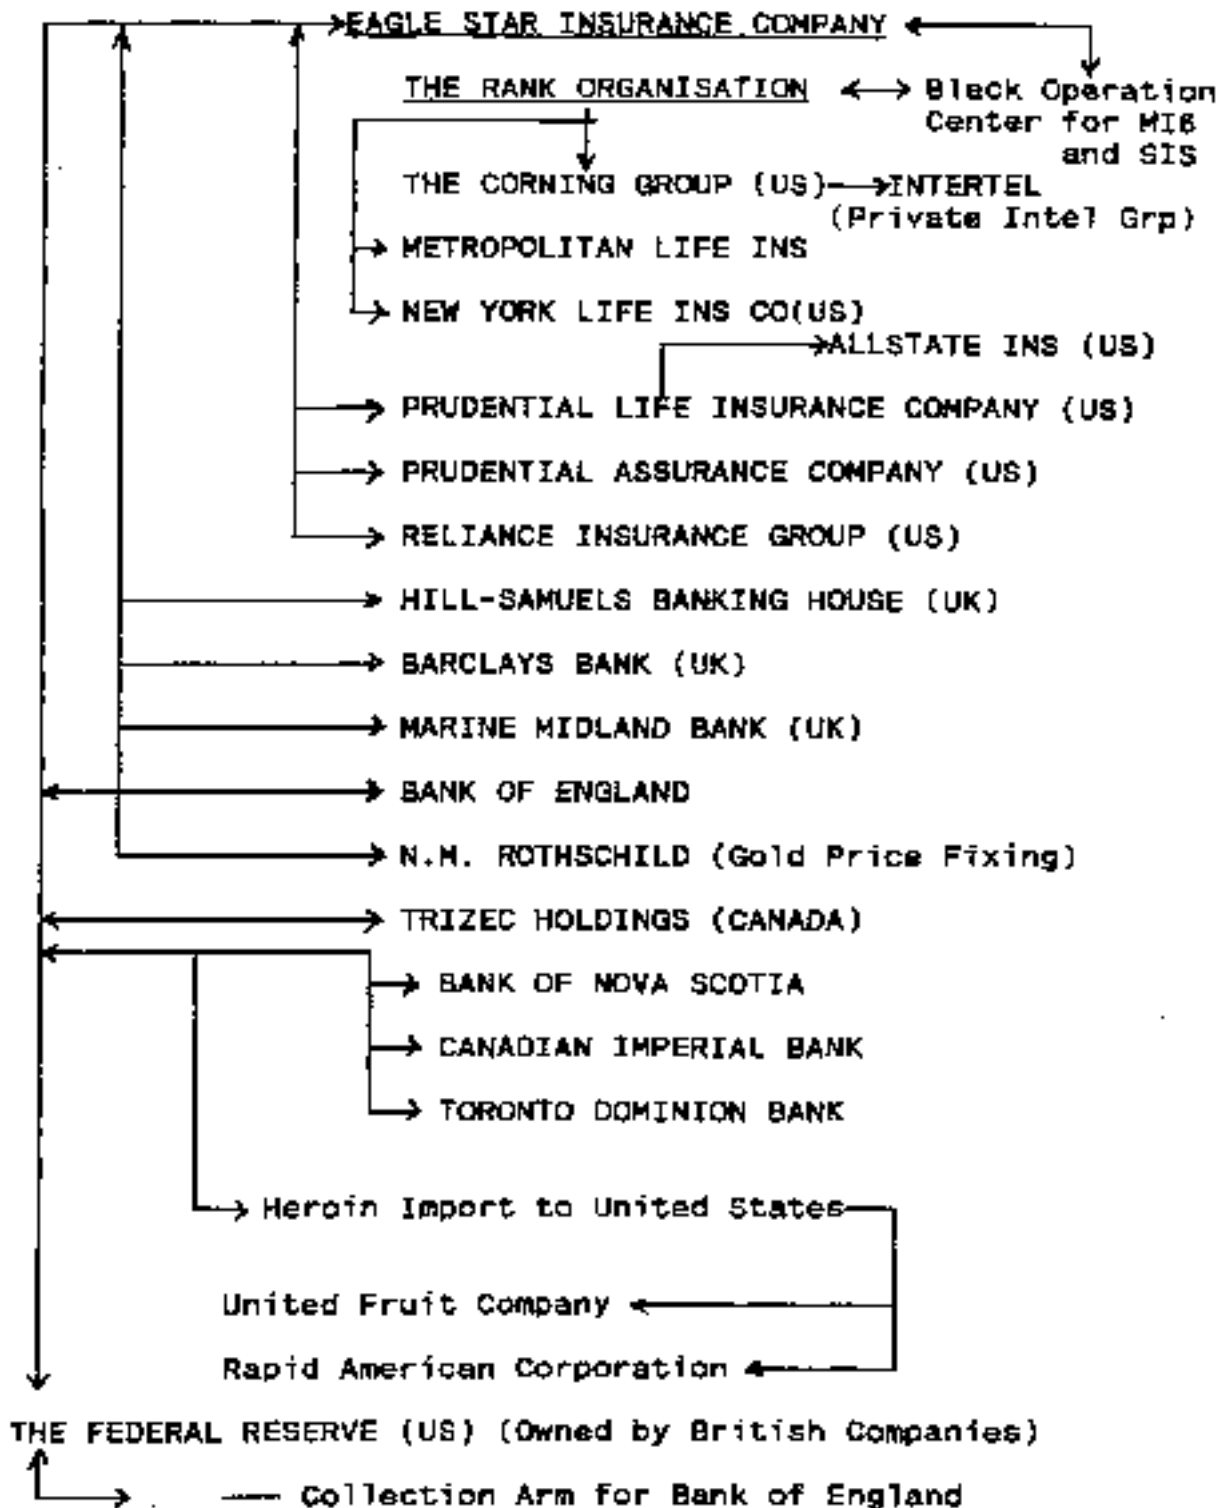 EAGLE STAR INSURANCE COMPANY
THE RANK ORGANISATION
Black Operation
Center for MI6
and SIS
THE CORNING GROUP (US)
INTERTEL
(Private Intel Grp)
METROPOLITAN LIFE INS
NEW YORK LIFE INS CO(US)
ALLSTATE INS (US)
PRUDENTIAL LIFE INSURANCE COMPANY (US)
PRUDENTIAL ASSURANCE COMPANY (US)
RELIANCE INSURANCE GROUP (US)
HILL-SAMUELS BANKING HOUSE (UK)
BARCLAYS BANK (UK)
MARINE MIDLAND BANK (UK)
BANK OF ENGLAND
N.M. ROTHSCHILD (Gold Price Fixing)
TRIZEC HOLDINGS (CANADA)
BANK OF NOVA SCOTIA
CANADIAN IMPERIAL BANK
TORONTO DOMINION BANK
Heroin Import to United States
United Fruit Company
Rapid American Corporation
THE FEDERAL RESERVE (US) (Owned by British Companies)
Collection Arm for Bank of England